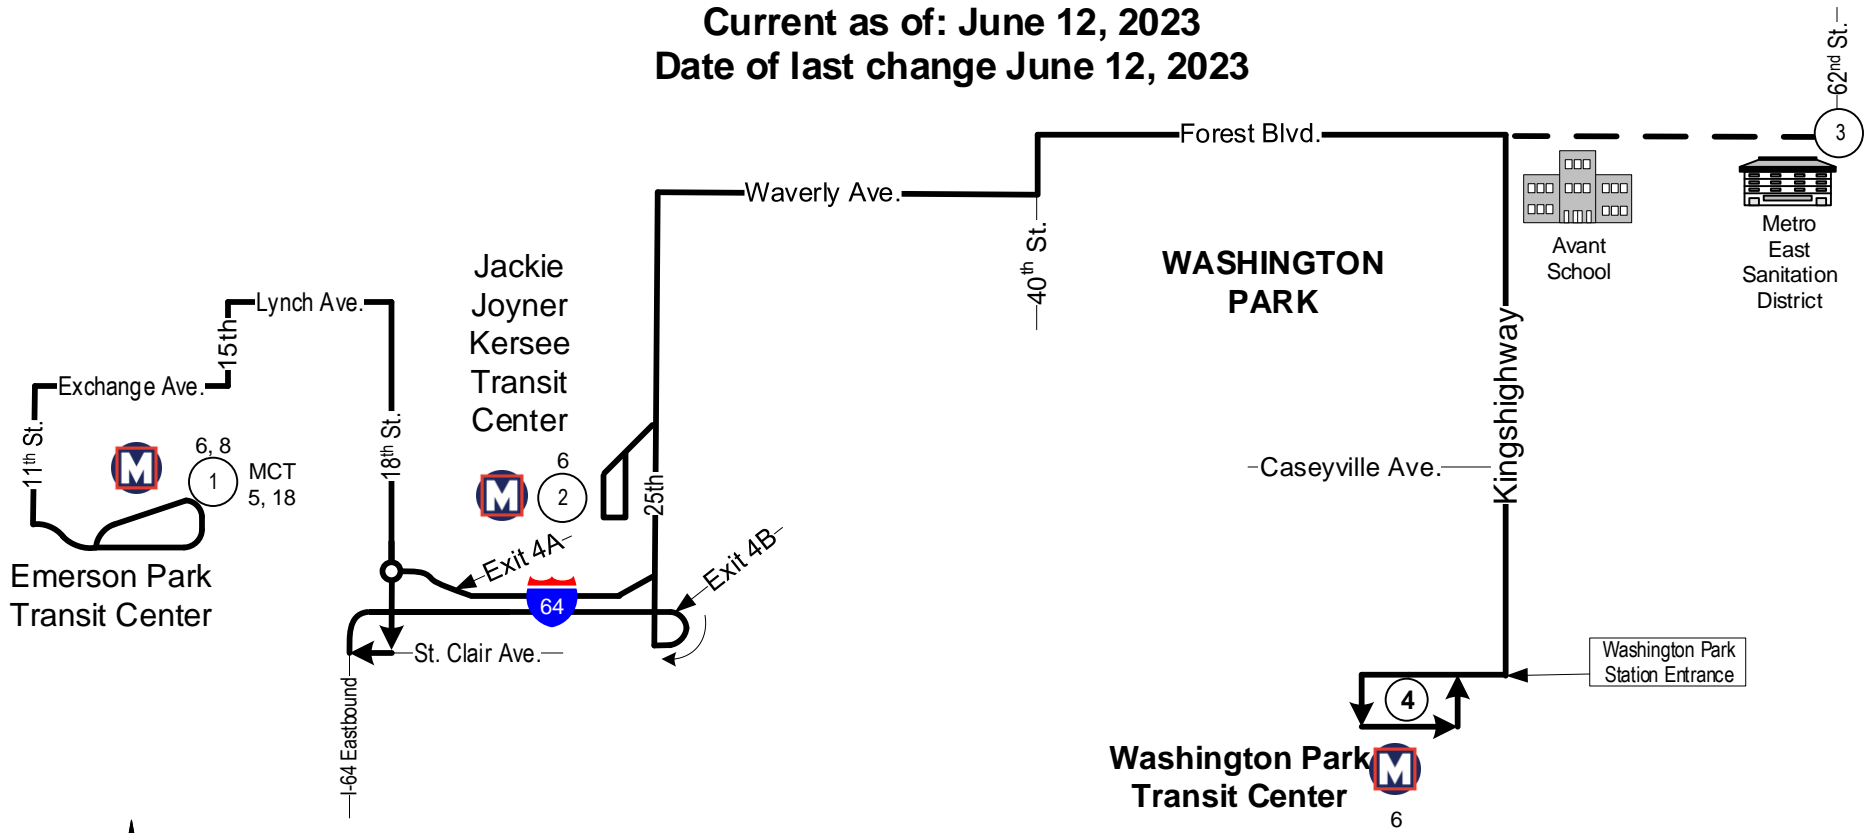 Current as of: June 12, 2023
Date of last change June 12, 2023
62nd St.
3
Forest Blvd.
Waverly Ave.
40th St.
WASHINGTON
PARK
Avant
School
Metro
East
Sanitation
District
Jackie
Joyner
Kersee
Transit
Center
Lynch Ave.
15th
Exchange Ave.
11th St.
M
6, 8
1
MCT
5, 18
18th St.
6
M
2
25th
Kingshighway
Caseyville Ave.
Exit 4A
Exit 4B
64
Emerson Park
Transit Center
St. Clair Ave.
I-64 Eastbound
Washington Park
Station Entrance
4
Washington Park
Transit Center
M
6